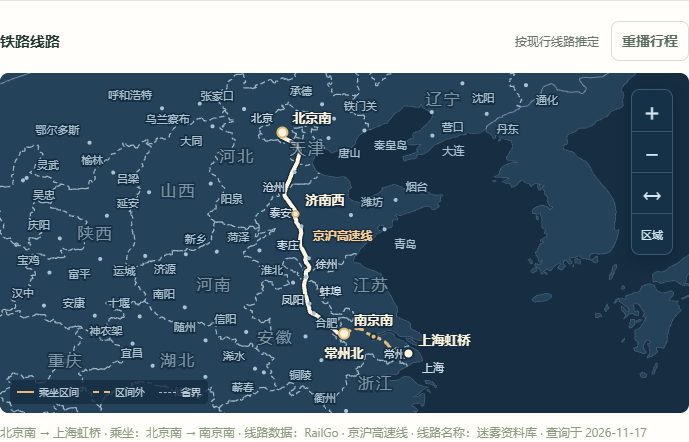 铁路线路
按现行线路推定
重播行程
呼和浩特
张家口
承德
辽宁
沈阳
通化
乌兰察布
北京
北京南
铁门关
营口
丹东
鄂尔多斯
大同
河北
天津
唐山
秦皇岛
大连
灵武
榆林
吕梁
山西
沧州
烟台
吴忠
延安
阳泉
济南西
潍坊
泰安
庆阳
陕西
新乡
菏泽
京沪高速线
枣庄
青岛
宝鸡
富平
运城
济源
淮北
徐州
河南
江苏
汉中
安康
十堰
南阳
凤阳
蚌埠
神农架
随州
信阳
合肥
南京南
安徽
上海虹桥
重庆
宜昌
湖北
浠水
常州北
常州
上海
铜陵
浙江
蕲春
衢州
+
−
↔
区域
乘坐区间
区间外
省界
北京南 → 上海虹桥 · 乘坐：北京南 → 南京南 · 线路数据：RailGo · 京沪高速线 · 线路名称：迷雾资料库 · 查询于 2026-11-17